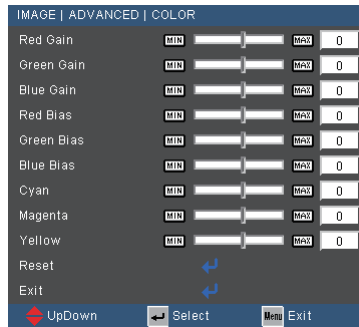 IMAGE | ADVANCED | COLOR
Red Gain MIN MAX 0
Green Gain MIN MAX 0
Blue Gain MIN MAX 0
Red Bias MIN MAX 0
Green Bias MIN MAX 0
Blue Bias MIN MAX 0
Cyan MIN MAX 0
Magenta MIN MAX 0
Yellow MIN MAX 0
Reset
Exit
UpDown Select Menu Exit